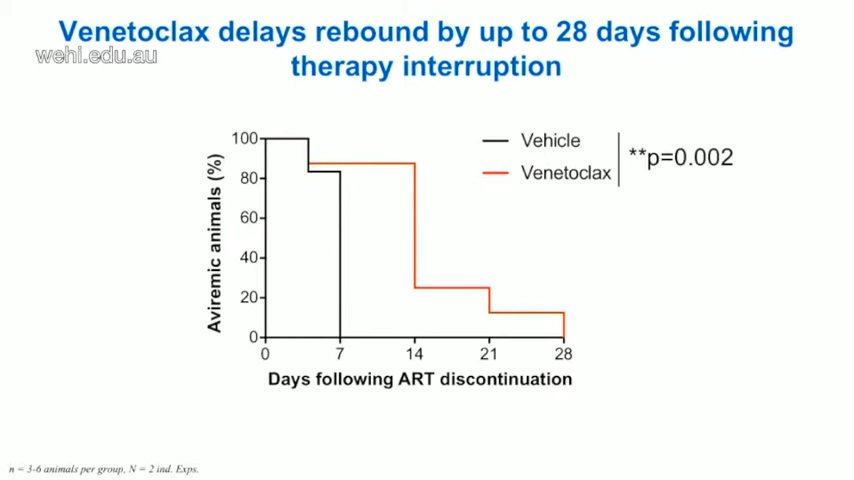 Venetoclax delays rebound by up to 28 days following
therapy interruption
wehi.edu.au
Vehicle
Venetoclax
**p=0.002
Aviremic animals (%)
100
80
60
40
20
0
0 7 14 21 28
Days following ART discontinuation
n = 3-6 animals per group, N = 2 ind. Exps.